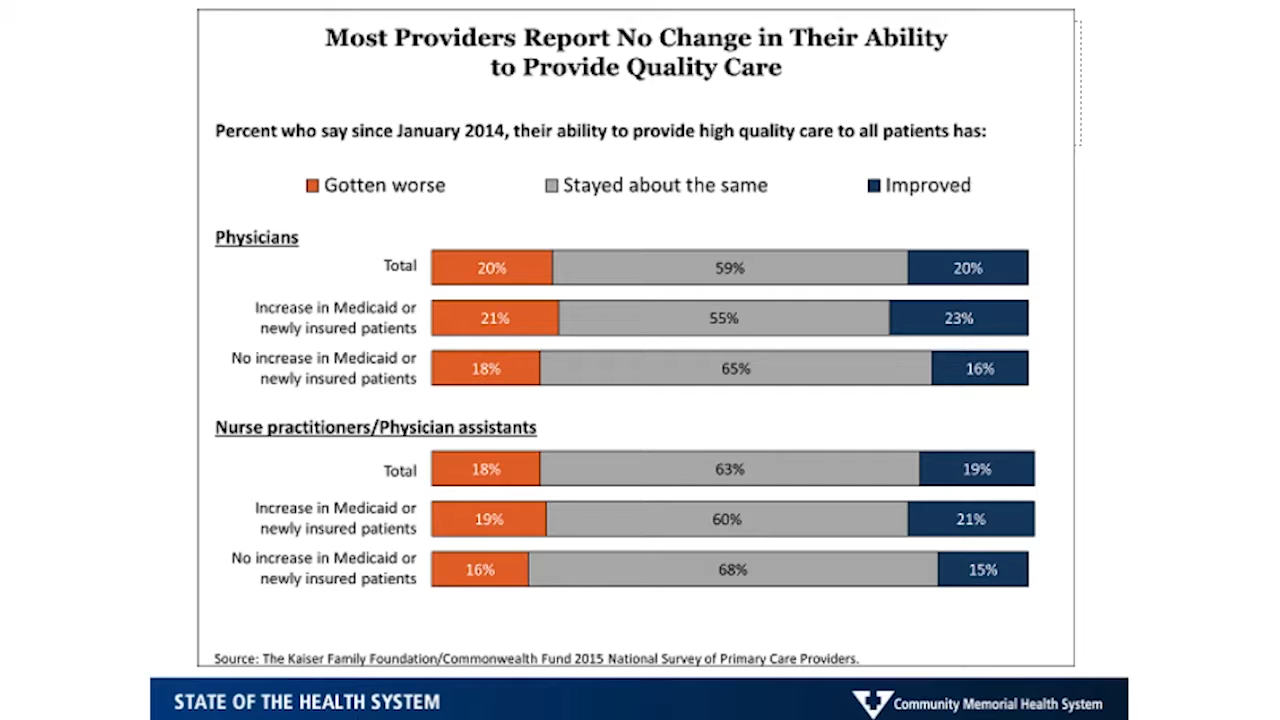 Most Providers Report No Change in Their Ability
to Provide Quality Care
Percent who say since January 2014, their ability to provide high quality care to all patients has:
Gotten worse
Stayed about the same
Improved
Physicians
Total
20%
59%
20%
Increase in Medicaid or
newly insured patients
21%
55%
23%
No increase in Medicaid or
newly insured patients
18%
65%
16%
Nurse practitioners/Physician assistants
Total
18%
63%
19%
Increase in Medicaid or
newly insured patients
19%
60%
21%
No increase in Medicaid or
newly insured patients
16%
68%
15%
Source: The Kaiser Family Foundation/Commonwealth Fund 2015 National Survey of Primary Care Providers.
STATE OF THE HEALTH SYSTEM
Community Memorial Health System